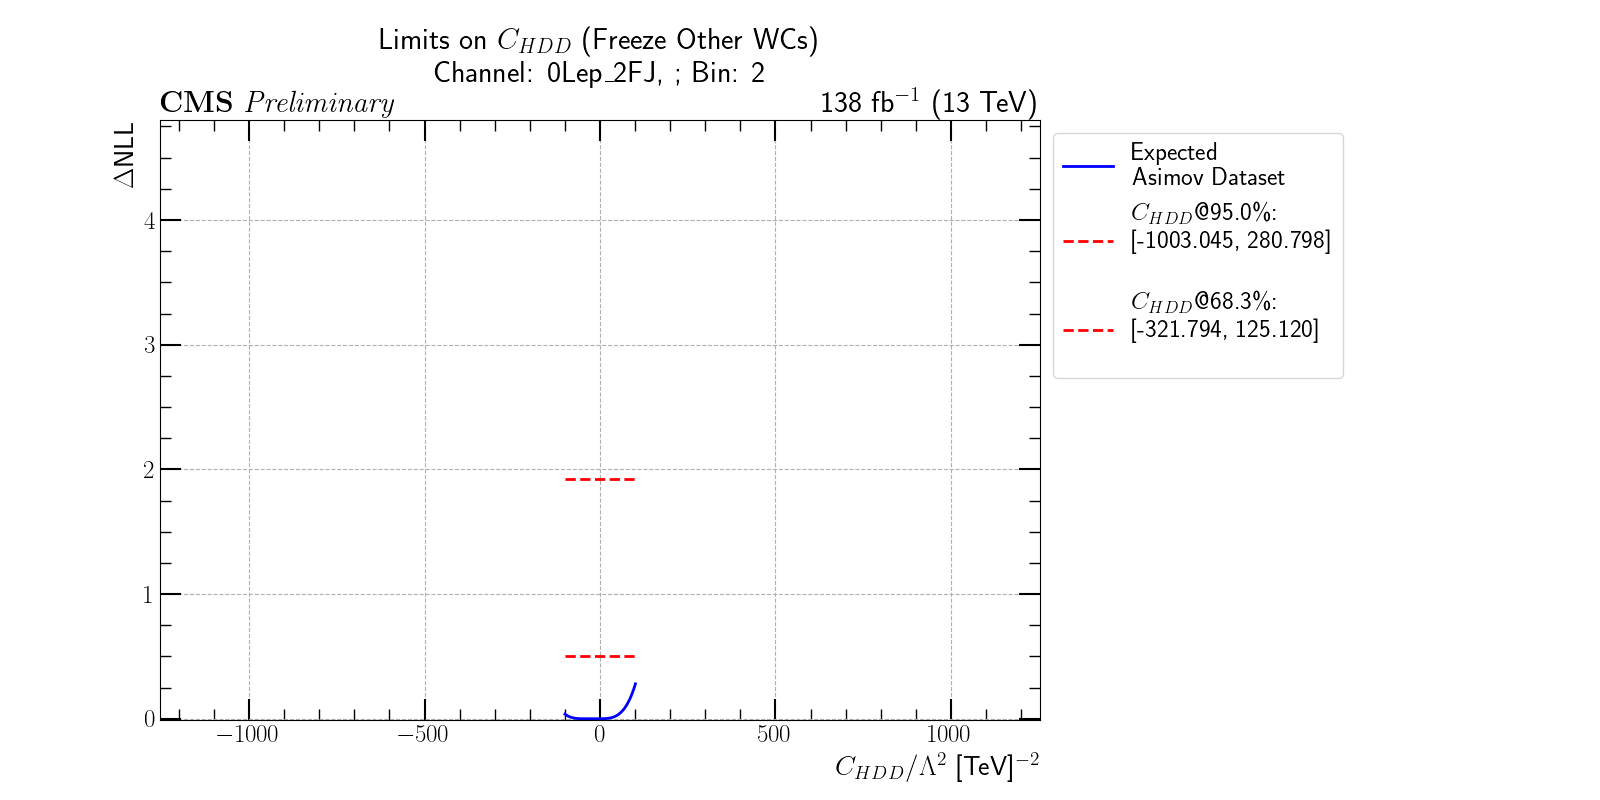 Limits on C_HDD (Freeze Other WCs)
Channel: 0Lep_2FJ, ; Bin: 2
CMS Preliminary
138 fb⁻¹ (13 TeV)
ΔNLL
4
3
2
1
0
−1000
−500
0
500
1000
C_HDD/Λ² [TeV]⁻²
Expected
Asimov Dataset
C_HDD@95.0%:
[-1003.045, 280.798]
C_HDD@68.3%:
[-321.794, 125.120]